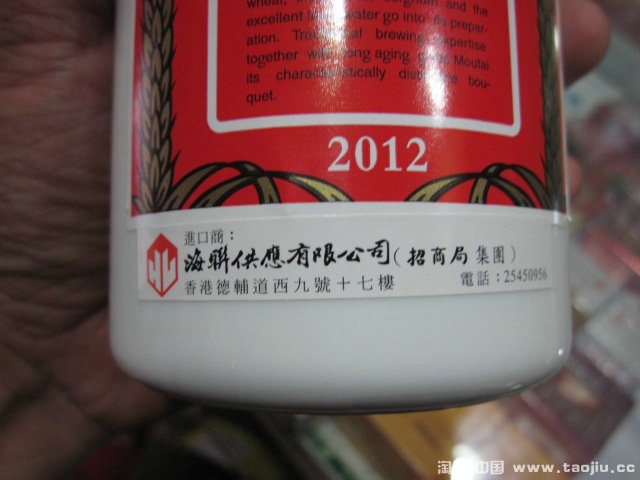 wheat, sorghum and the
excellent water go into its prepar-
ation. Traditional brewing expertise
together with long aging Moutai
its characteristically bou-
quet.
2012
進口商：
海聯供應有限公司（招商局集團）
香港德輔道西九號十七樓
電話：25450956
淘 中国 www.taojiu.cc